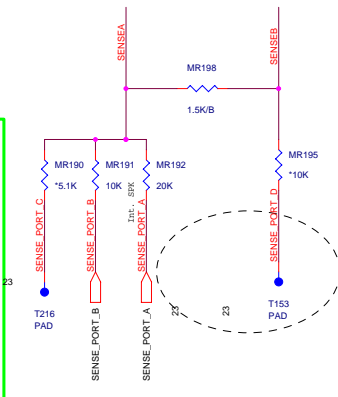 SENSEA
SENSEB
MR198
1.5K/B
MR190
*5.1K
MR191
10K
MR192
20K
MR195
*10K
Int. SPK
SENSE_PORT_C
SENSE_PORT_B
SENSE_PORT_A
SENSE_PORT_D
23
T216
PAD
SENSE_PORT_B
SENSE_PORT_A
23
23
T153
PAD